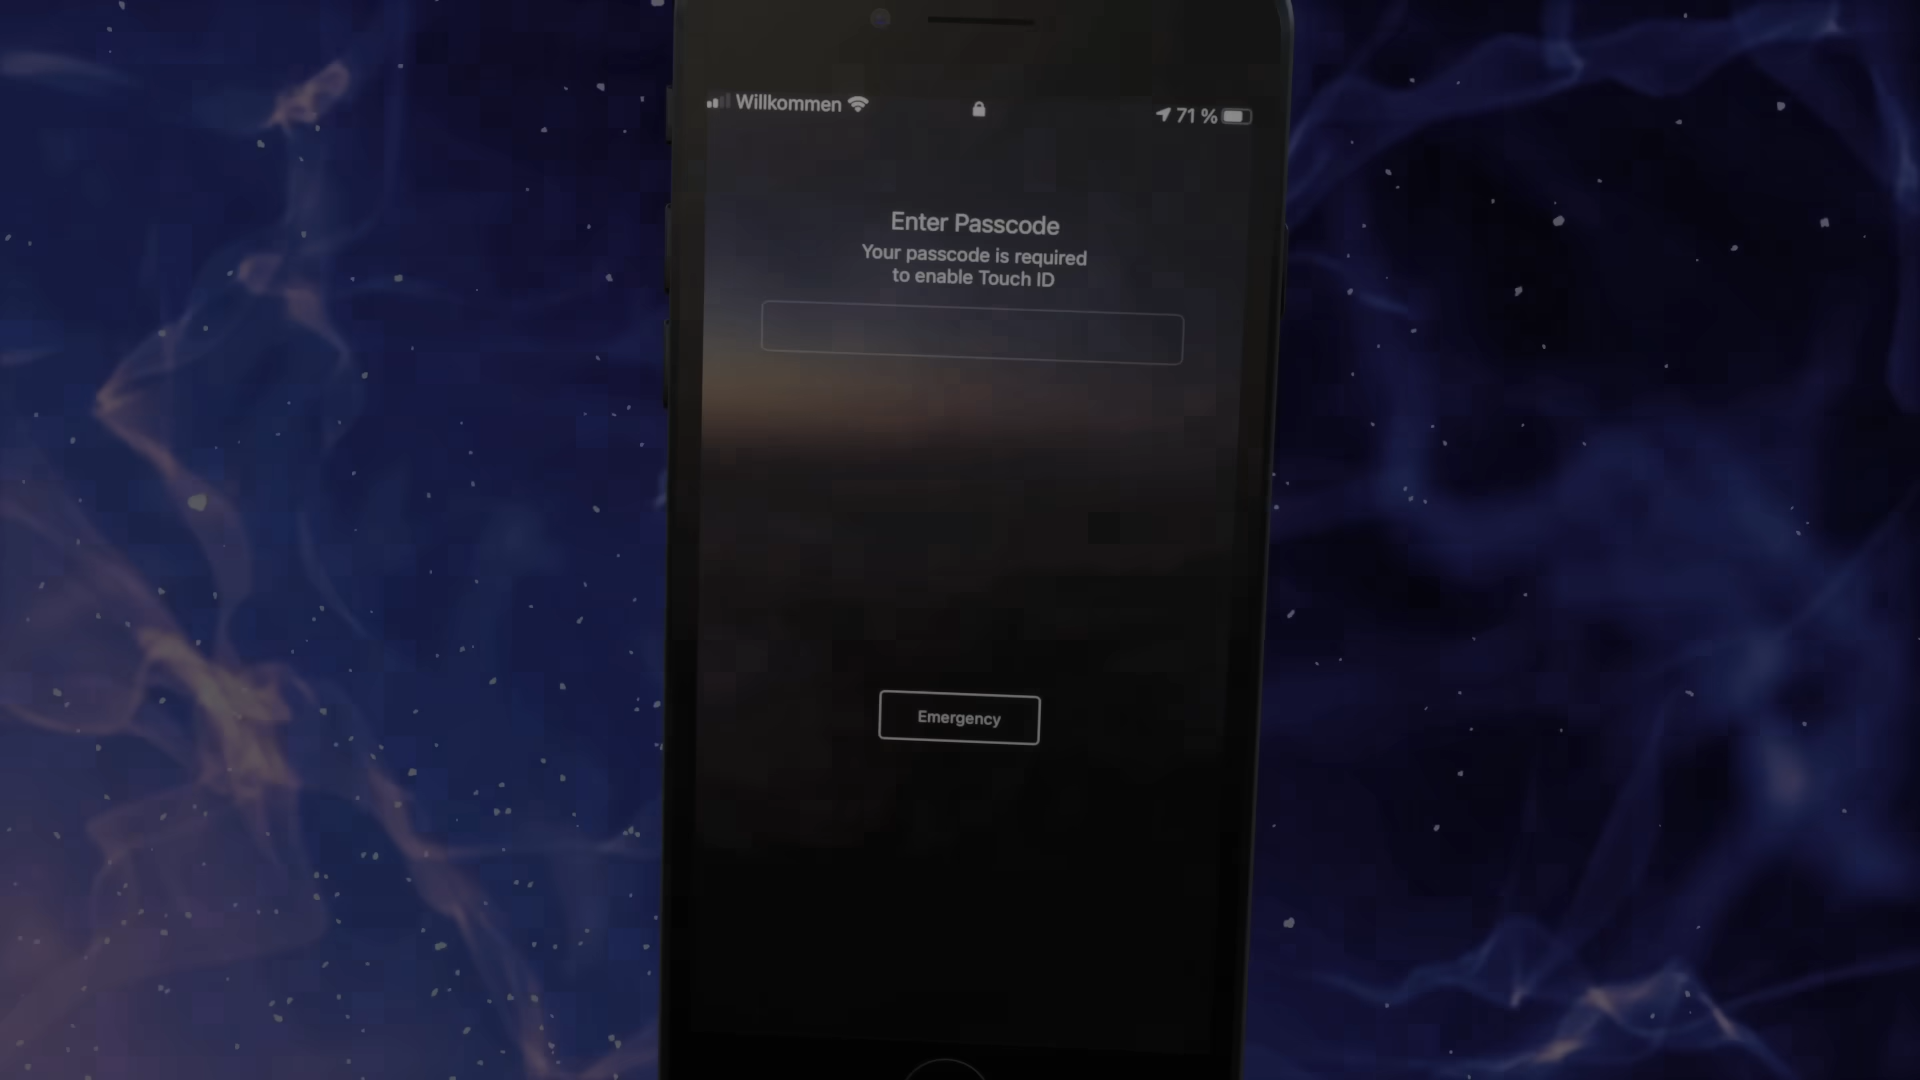 Willkommen
71 %
Enter Passcode
Your passcode is required
to enable Touch ID
Emergency